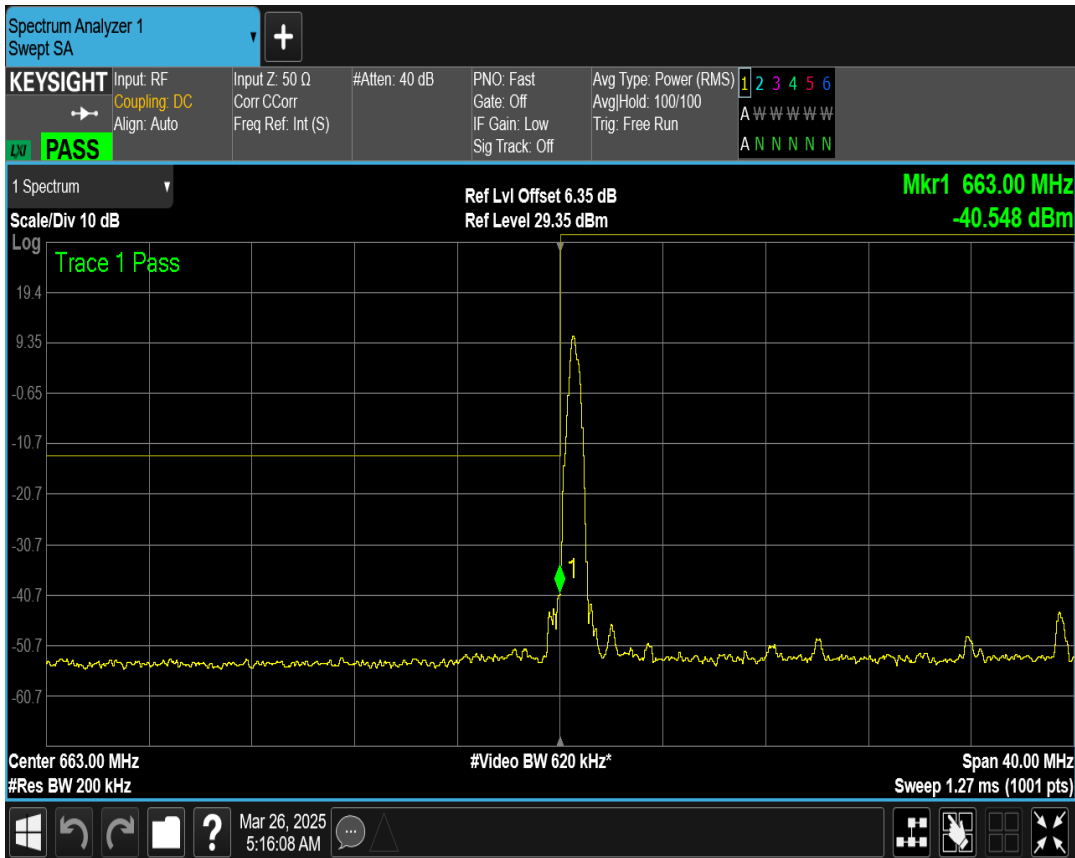 Spectrum Analyzer 1
Swept SA
+
KEYSIGHT
LXI PASS
Input: RF
Coupling: DC
Align: Auto
Input Z: 50 Ω
Corr CCorr
Freq Ref: Int (S)
#Atten: 40 dB
PNO: Fast
Gate: Off
IF Gain: Low
Sig Track: Off
Avg Type: Power (RMS)
Avg|Hold: 100/100
Trig: Free Run
1 2 3 4 5 6
A W W W W W
A N N N N N
1 Spectrum
Scale/Div 10 dB
Ref Lvl Offset 6.35 dB
Ref Level 29.35 dBm
Mkr1 663.00 MHz
-40.548 dBm
Log
Trace 1 Pass
19.4
9.35
-0.65
-10.7
-20.7
-30.7
1
-40.7
-50.7
-60.7
Center 663.00 MHz
#Video BW 620 kHz*
Span 40.00 MHz
#Res BW 200 kHz
Sweep 1.27 ms (1001 pts)
?
Mar 26, 2025
5:16:08 AM